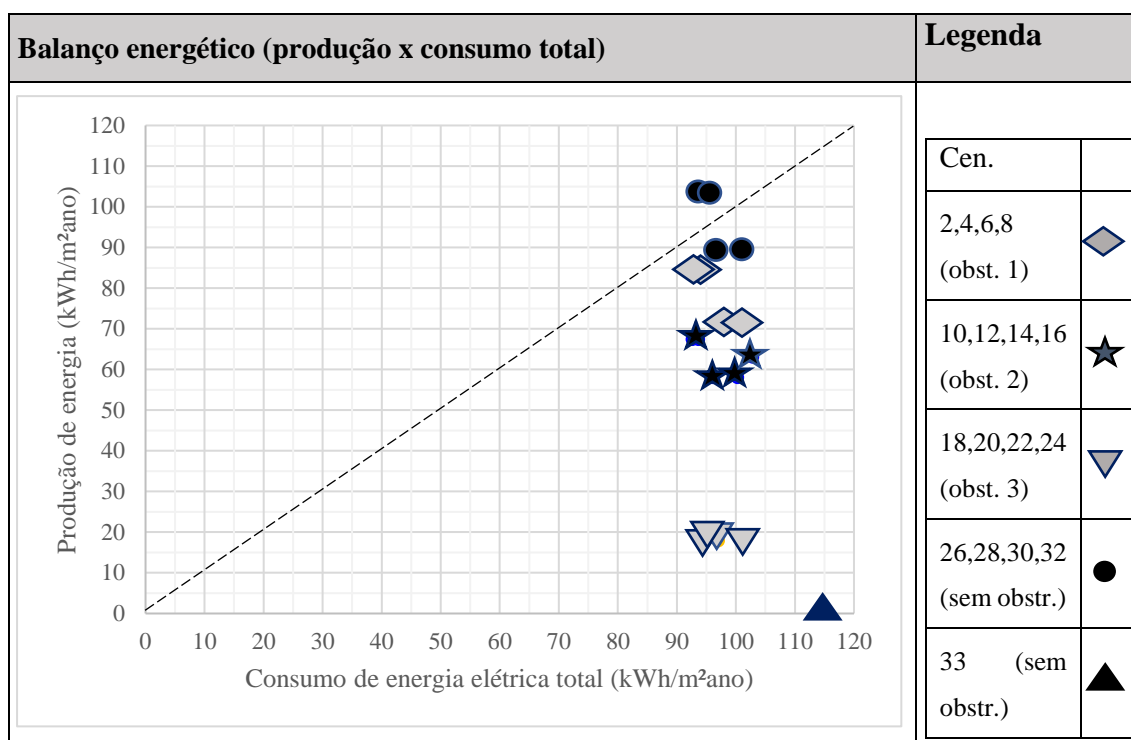 Balanço energético (produção x consumo total)
Legenda
120
110
100
90
80
70
60
50
40
30
20
10
0
Produção de energia (kWh/m²ano)
0 10 20 30 40 50 60 70 80 90 100 110 120
Consumo de energia elétrica total (kWh/m²ano)
Cen.
2,4,6,8
(obst. 1)
10,12,14,16
(obst. 2)
18,20,22,24
(obst. 3)
26,28,30,32
(sem obstr.)
33 (sem
obstr.)